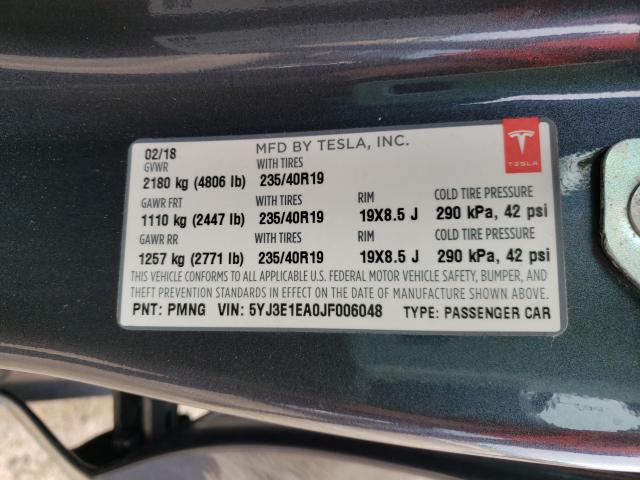 02/18 MFD BY TESLA, INC.
GVWR WITH TIRES
2180 kg (4806 lb) 235/40R19
TESLA
GAWR FRT WITH TIRES RIM COLD TIRE PRESSURE
1110 kg (2447 lb) 235/40R19 19X8.5 J 290 kPa, 42 psi
GAWR RR WITH TIRES RIM COLD TIRE PRESSURE
1257 kg (2771 lb) 235/40R19 19X8.5 J 290 kPa, 42 psi
THIS VEHICLE CONFORMS TO ALL APPLICABLE U.S. FEDERAL MOTOR VEHICLE SAFETY, BUMPER, AND
THEFT PREVENTION STANDARDS IN EFFECT ON THE DATE OF MANUFACTURE SHOWN ABOVE.
PNT: PMNG VIN: 5YJ3E1EA0JF006048 TYPE: PASSENGER CAR